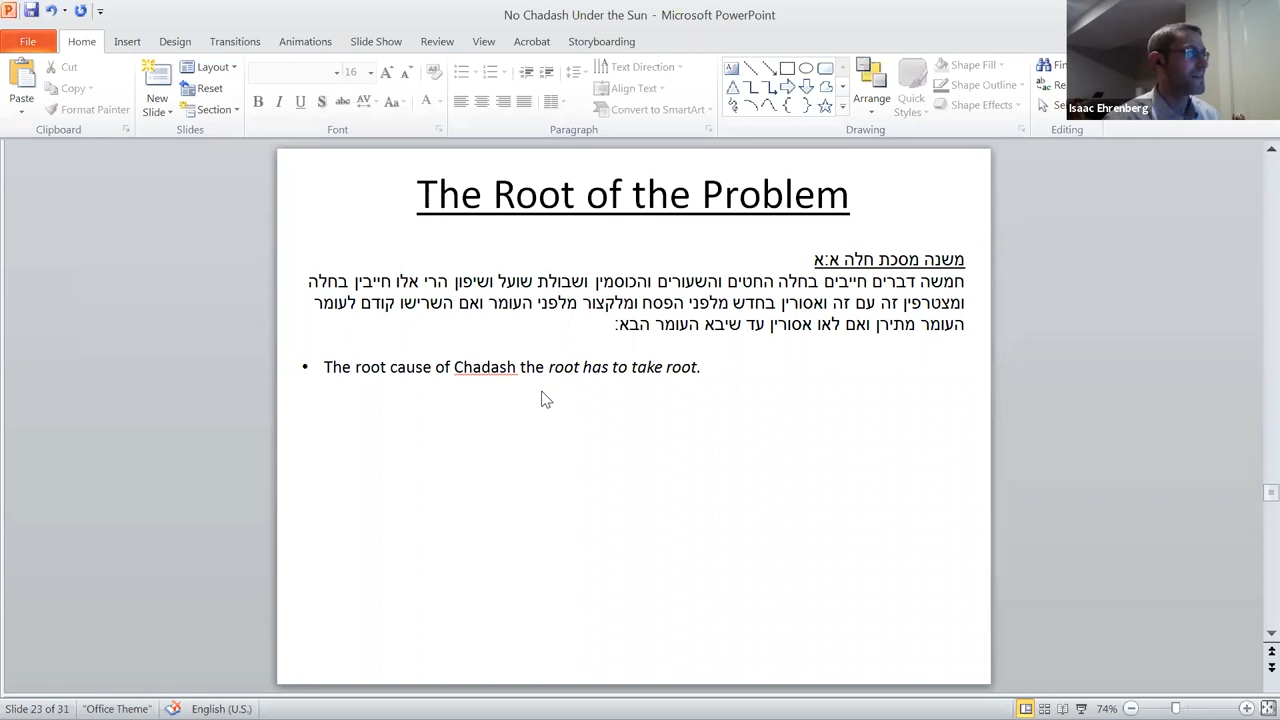 No Chadash Under the Sun - Microsoft PowerPoint
File Home Insert Design Transitions Animations Slide Show Review View Acrobat Storyboarding
Paste
Cut
Copy
Format Painter
Clipboard
New Slide
Layout
Reset
Section
Slides
16
B I U S abc AV Aa A
Font
Text Direction
Align Text
Convert to SmartArt
Paragraph
Arrange
Quick Styles
Shape Fill
Shape Outline
Shape Effects
Drawing
Editing
Isaac Ehrenberg
The Root of the Problem
משנה מסכת חלה א:א
חמשה דברים חייבים בחלה החטים והשעורים והכוסמין ושבולת שועל ושיפון הרי אלו חייבין בחלה
ומצטרפין זה עם זה ואסורין בחדש מלפני הפסח ומלקצור מלפני העומר ואם השרישו קודם לעומר
העומר מתירן ואם לאו אסורין עד שיבא העומר הבא:
• The root cause of Chadash the root has to take root.
Slide 23 of 31 "Office Theme" English (U.S.) 74%